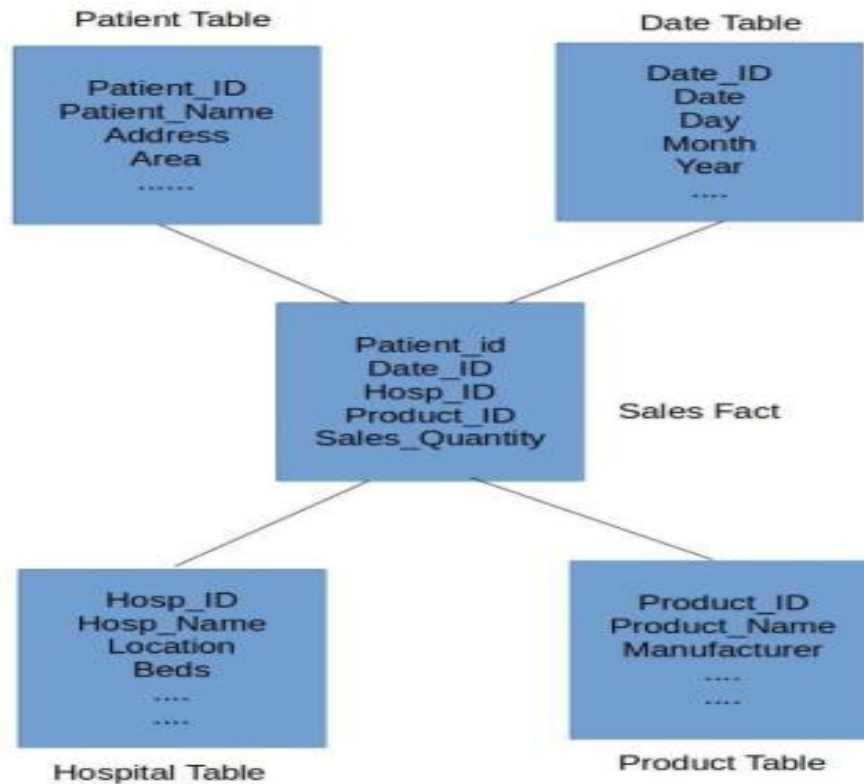 Patient Table
Patient_ID
Patient_Name
Address
Area
......
Date Table
Date_ID
Date
Day
Month
Year
....
Patient_id
Date_ID
Hosp_ID
Product_ID
Sales_Quantity
Sales Fact
Hosp_ID
Hosp_Name
Location
Beds
....
....
Hospital Table
Product_ID
Product_Name
Manufacturer
....
....
Product Table